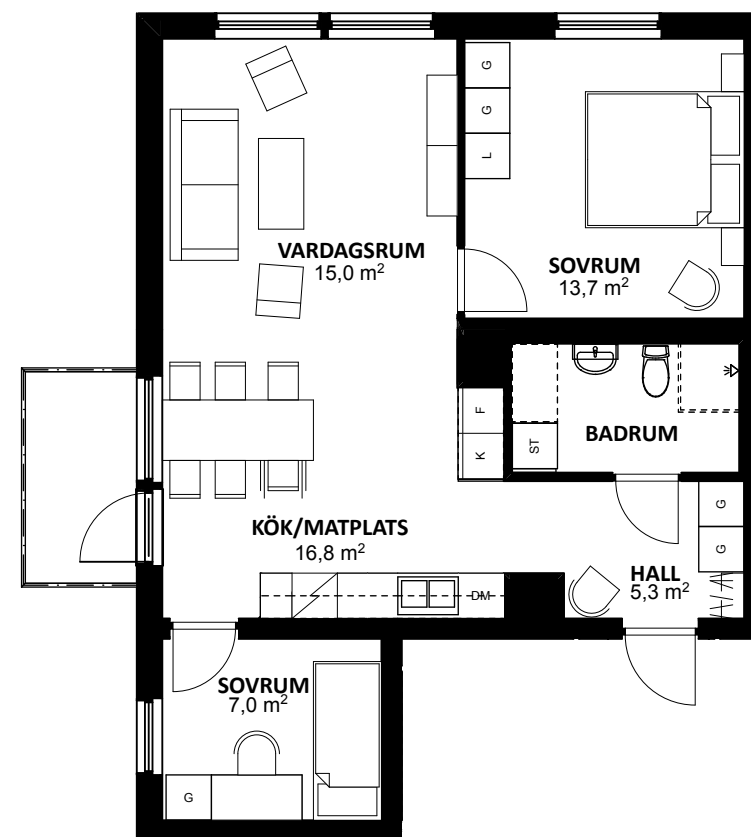 G
G
L
VARDAGSRUM
15,0 m²
SOVRUM
13,7 m²
F
K
ST
BADRUM
KÖK/MATPLATS
16,8 m²
G
G
HALL
5,3 m²
DM
SOVRUM
7,0 m²
G